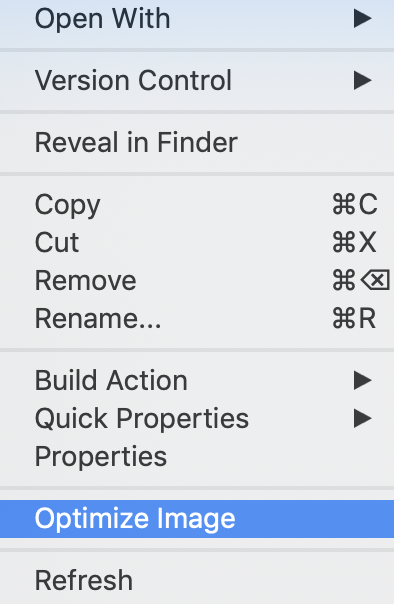 Open With ▶
Version Control ▶
Reveal in Finder
Copy ⌘C
Cut ⌘X
Remove ⌘⌫
Rename... ⌘R
Build Action ▶
Quick Properties ▶
Properties
Optimize Image
Refresh